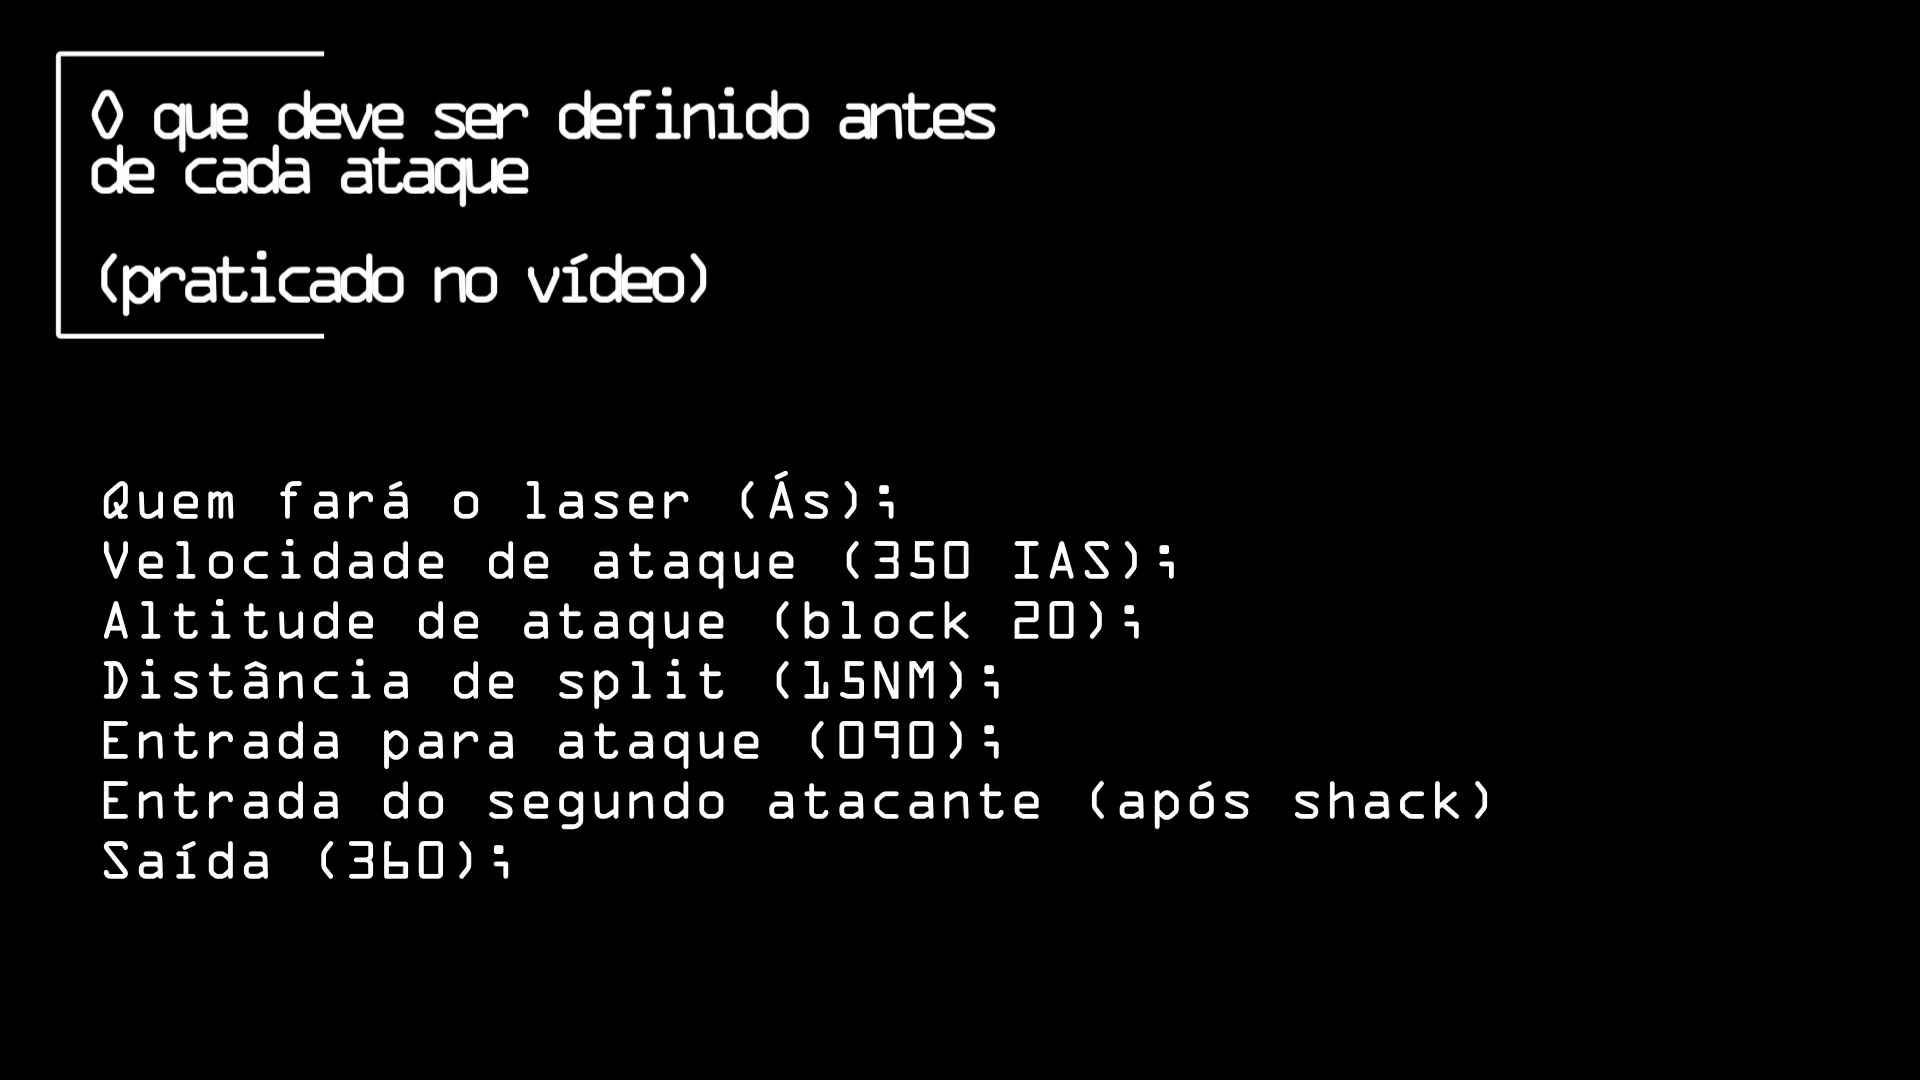 O que deve ser definido antes
de cada ataque
(praticado no vídeo)
Quem fará o laser (Ás);
Velocidade de ataque (350 IAS);
Altitude de ataque (block 20);
Distância de split (15NM);
Entrada para ataque (090);
Entrada do segundo atacante (após shack)
Saída (360);